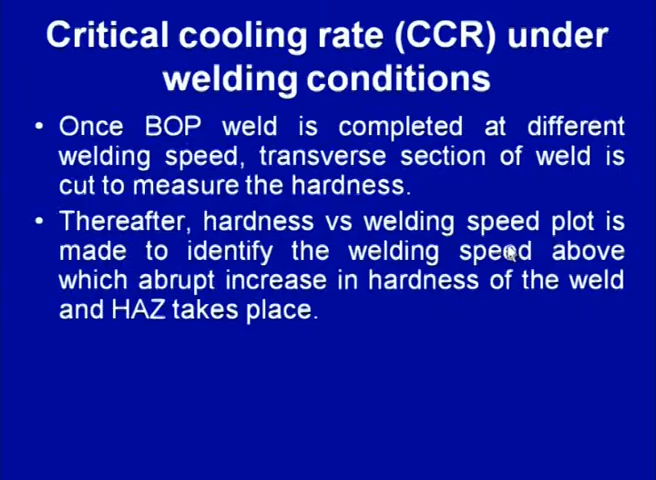 Critical cooling rate (CCR) under
welding conditions
• Once BOP weld is completed at different
welding speed, transverse section of weld is
cut to measure the hardness.
• Thereafter, hardness vs welding speed plot is
made to identify the welding speed above
which abrupt increase in hardness of the weld
and HAZ takes place.